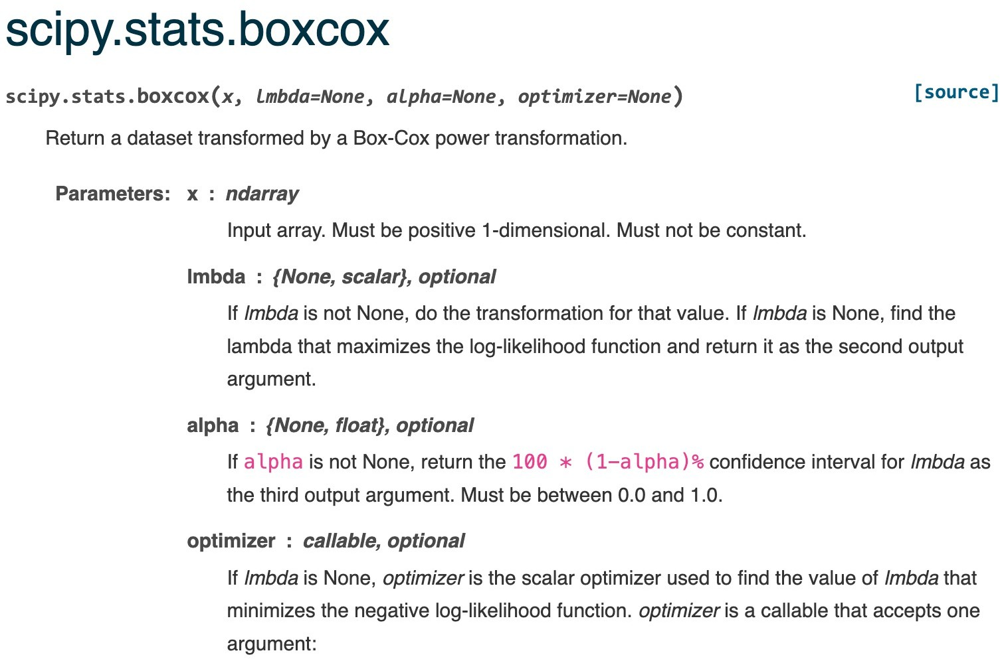 scipy.stats.boxcox
scipy.stats.boxcox(x, lmbda=None, alpha=None, optimizer=None) [source]
Return a dataset transformed by a Box-Cox power transformation.
Parameters: x : ndarray
Input array. Must be positive 1-dimensional. Must not be constant.
lmbda : {None, scalar}, optional
If lmbda is not None, do the transformation for that value. If lmbda is None, find the
lambda that maximizes the log-likelihood function and return it as the second output
argument.
alpha : {None, float}, optional
If alpha is not None, return the 100 * (1-alpha)% confidence interval for lmbda as
the third output argument. Must be between 0.0 and 1.0.
optimizer : callable, optional
If lmbda is None, optimizer is the scalar optimizer used to find the value of lmbda that
minimizes the negative log-likelihood function. optimizer is a callable that accepts one
argument: